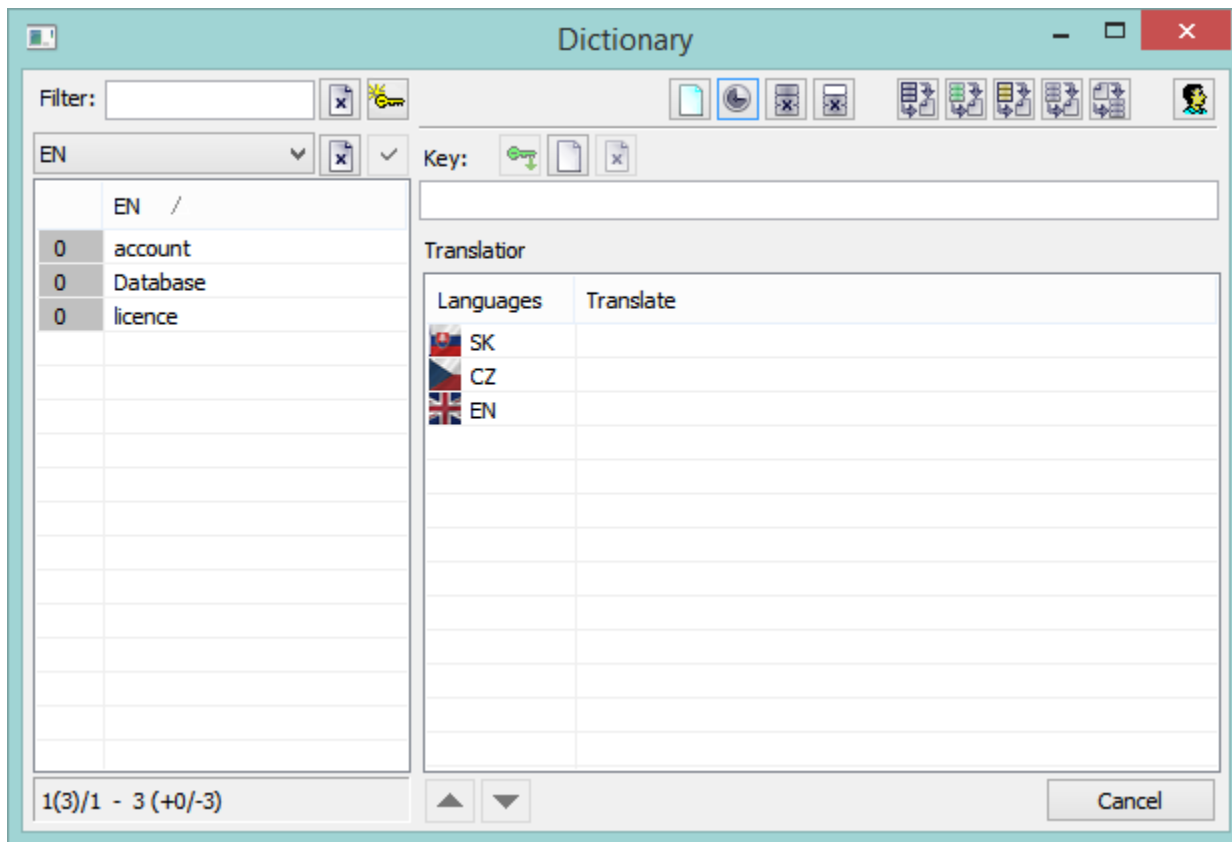 Dictionary
Filter:
EN
Key:
EN /
0 account
0 Database
0 licence
Translatior
Languages Translate
SK
CZ
EN
1(3)/1 - 3 (+0/-3)
Cancel